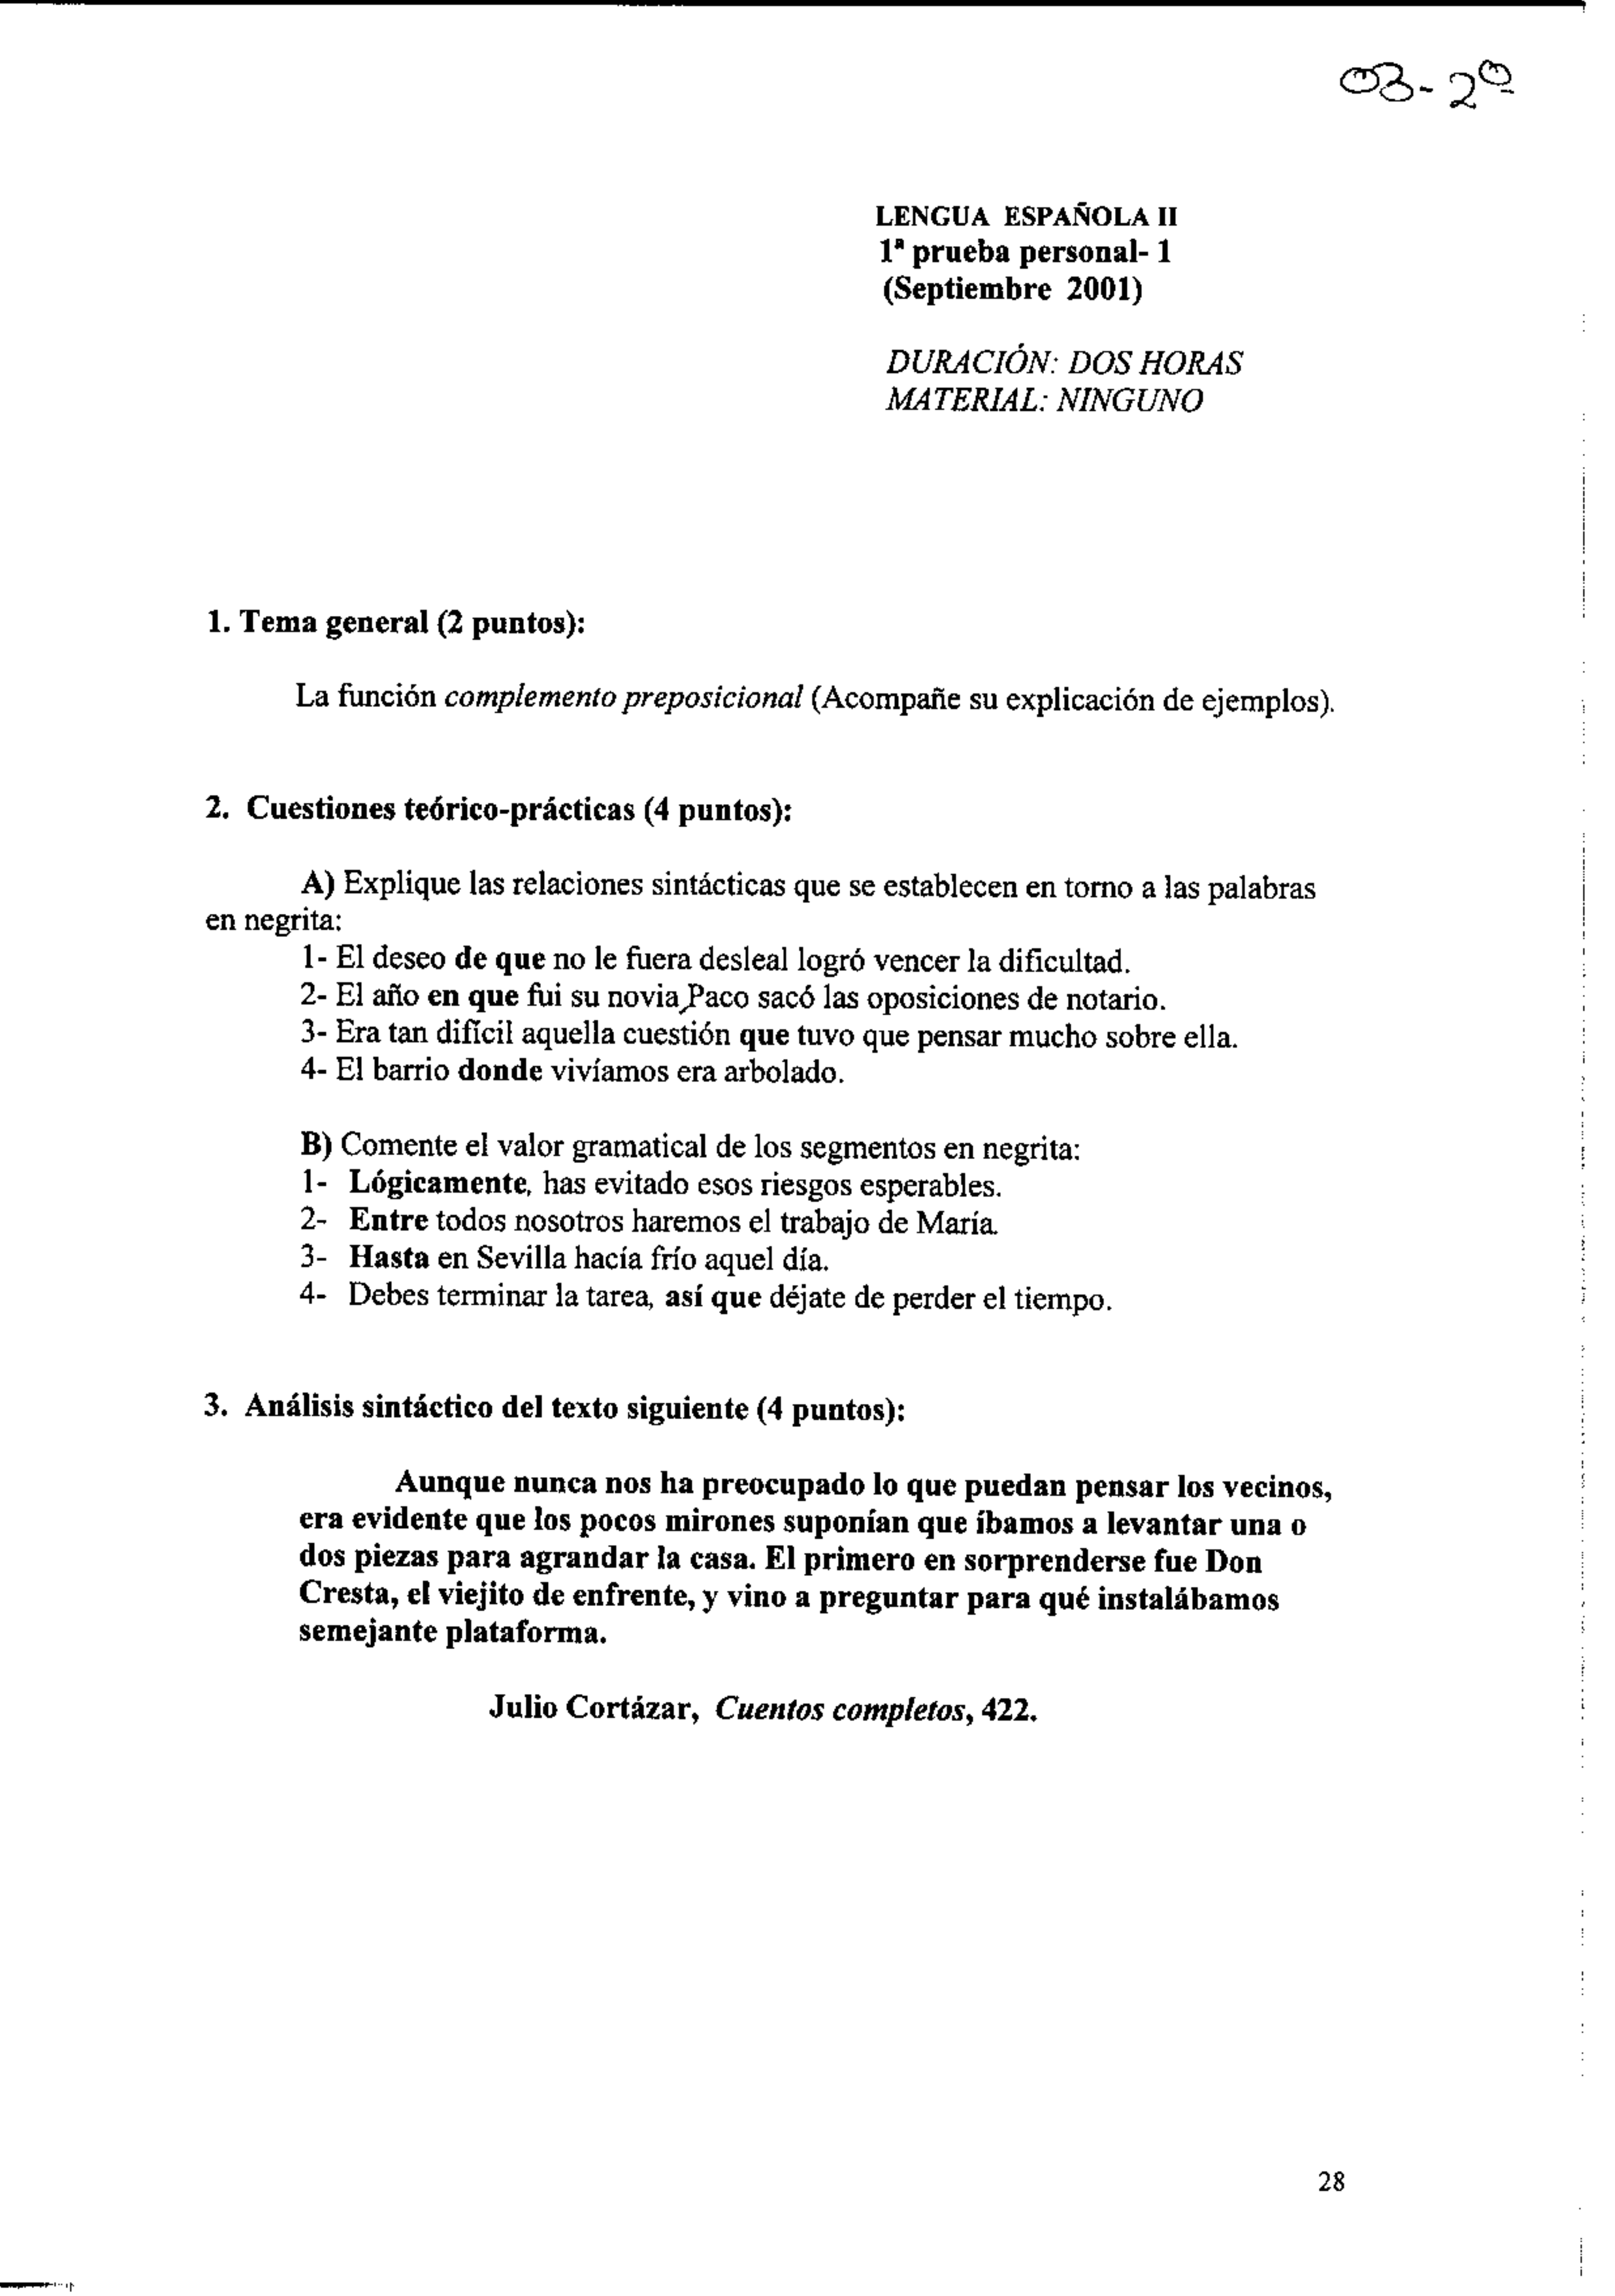 03-2º
LENGUA ESPAÑOLA II
1ª prueba personal- 1
(Septiembre 2001)
DURACIÓN: DOS HORAS
MATERIAL: NINGUNO
1. Tema general (2 puntos):
La función complemento preposicional (Acompañe su explicación de ejemplos).
2. Cuestiones teórico-prácticas (4 puntos):
A) Explique las relaciones sintácticas que se establecen en torno a las palabras
en negrita:
1- El deseo de que no le fuera desleal logró vencer la dificultad.
2- El año en que fui su novia,Paco sacó las oposiciones de notario.
3- Era tan difícil aquella cuestión que tuvo que pensar mucho sobre ella.
4- El barrio donde vivíamos era arbolado.
B) Comente el valor gramatical de los segmentos en negrita:
1- Lógicamente, has evitado esos riesgos esperables.
2- Entre todos nosotros haremos el trabajo de María.
3- Hasta en Sevilla hacía frío aquel día.
4- Debes terminar la tarea, así que déjate de perder el tiempo.
3. Análisis sintáctico del texto siguiente (4 puntos):
Aunque nunca nos ha preocupado lo que puedan pensar los vecinos,
era evidente que los pocos mirones suponían que íbamos a levantar una o
dos piezas para agrandar la casa. El primero en sorprenderse fue Don
Cresta, el viejito de enfrente, y vino a preguntar para qué instalábamos
semejante plataforma.
Julio Cortázar, Cuentos completos, 422.
28